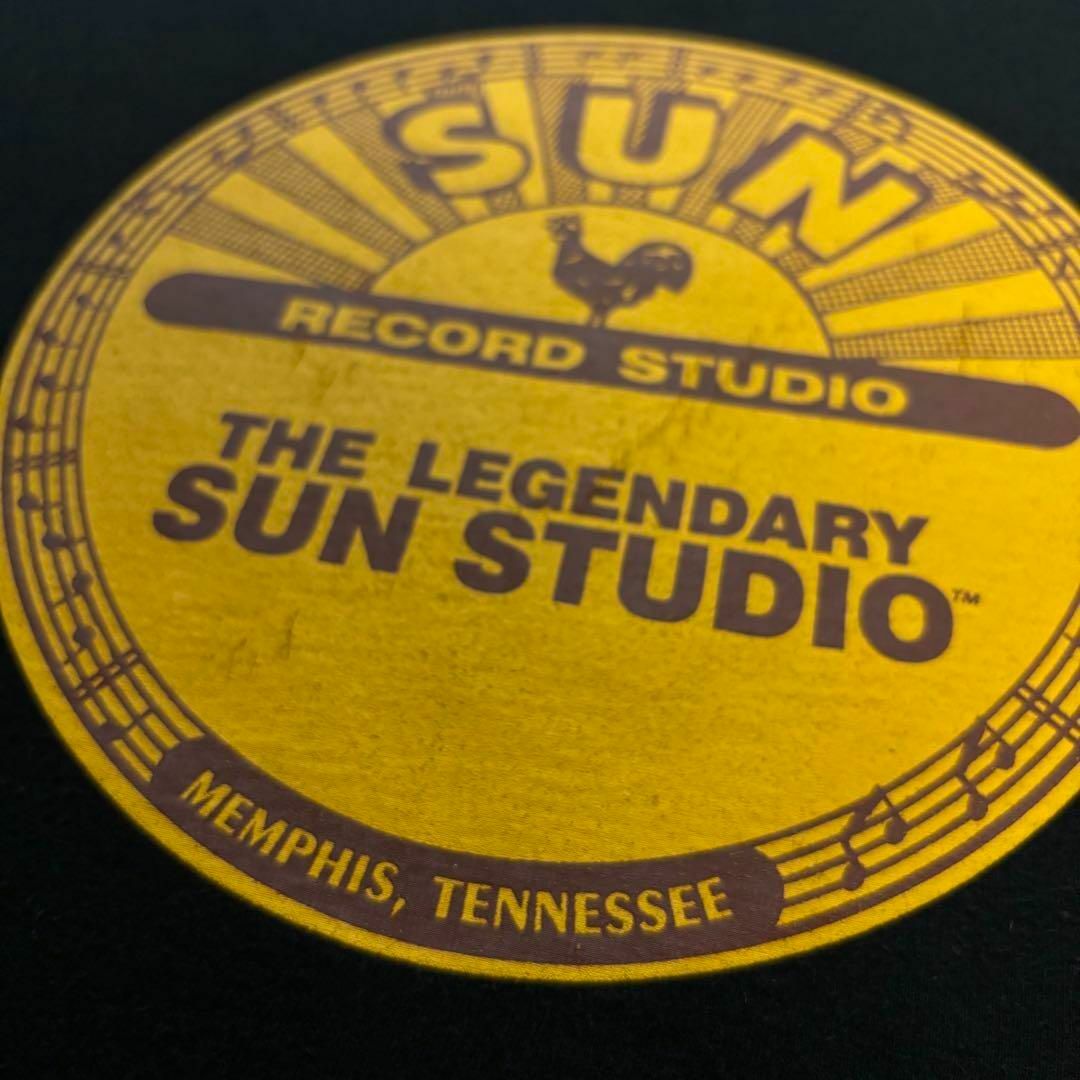 SUN
RECORD STUDIO
THE LEGENDARY
SUN STUDIO™
MEMPHIS, TENNESSEE